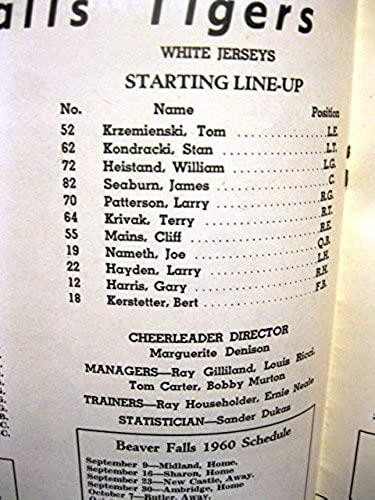 alls Tigers
WHITE JERSEYS
STARTING LINE-UP
No. Name Position
52 Krzemienski, Tom L.E.
62 Kondracki, Stan L.T.
72 Heistand, William L.G.
82 Seaburn, James C.
70 Patterson, Larry R.G.
64 Krivak, Terry R.T.
55 Mains, Cliff R.E.
19 Nameth, Joe Q.B.
22 Hayden, Larry L.H.
12 Harris, Gary R.H.
18 Kerstetter, Bert F.B.
CHEERLEADER DIRECTOR
Marguerite Denison
MANAGERS—Ray Gilliland, Louis Ricci,
Tom Carter, Bobby Murton
TRAINERS—Ray Householder, Ernie Neale
STATISTICIAN—Sander Dukas
Beaver Falls 1960 Schedule
September 9—Midland, Home.
September 16—Sharon, Home.
September 23—New Castle, Away.
September 30—Ambridge, Home.
October 7—Butler, Away.